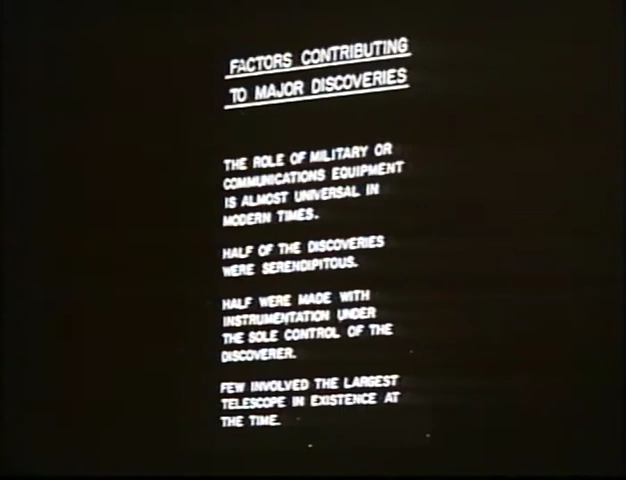 FACTORS CONTRIBUTING
TO MAJOR DISCOVERIES
THE ROLE OF MILITARY OR
COMMUNICATIONS EQUIPMENT
IS ALMOST UNIVERSAL IN
MODERN TIMES.
HALF OF THE DISCOVERIES
WERE SERENDIPITOUS.
HALF WERE MADE WITH
INSTRUMENTATION UNDER
THE SOLE CONTROL OF THE
DISCOVERER.
FEW INVOLVED THE LARGEST
TELESCOPE IN EXISTENCE AT
THE TIME.